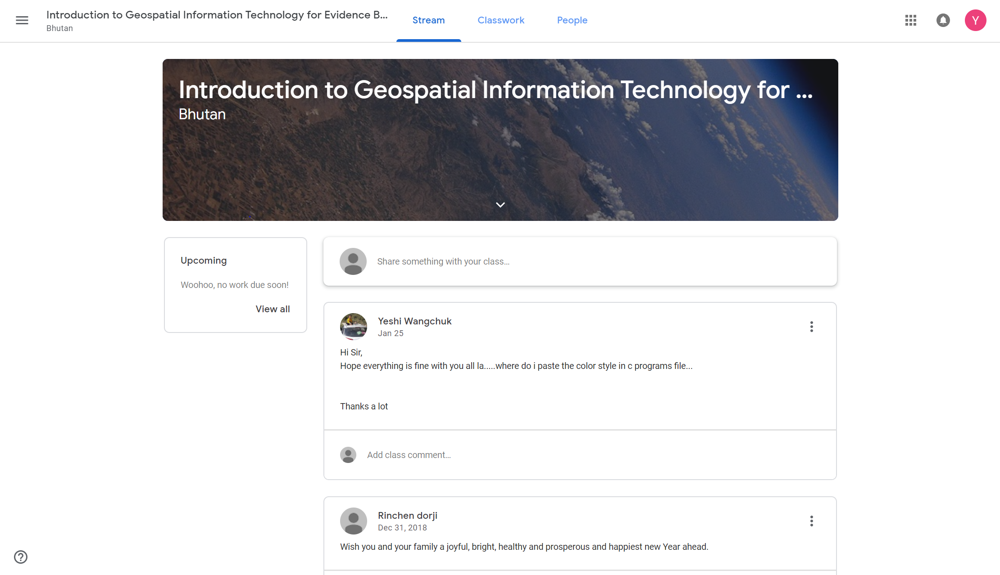 Introduction to Geospatial Information Technology for Evidence B...
Bhutan
Stream
Classwork
People
Y
Introduction to Geospatial Information Technology for ...
Bhutan
Upcoming
Woohoo, no work due soon!
View all
Share something with your class...
Yeshi Wangchuk
Jan 25
Hi Sir,
Hope everything is fine with you all la.....where do i paste the color style in c programs file...
Thanks a lot
Add class comment...
Rinchen dorji
Dec 31, 2018
Wish you and your family a joyful, bright, healthy and prosperous and happiest new Year ahead.